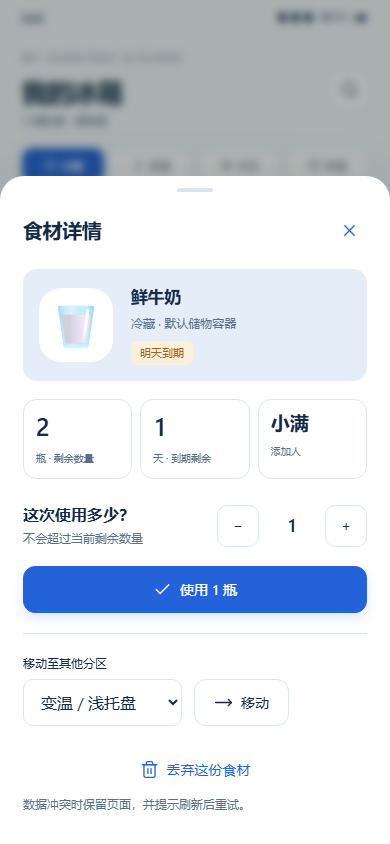 我的冰箱
食材详情
鲜牛奶
冷藏 · 默认储物容器
明天到期
2
瓶 · 剩余数量
1
天 · 到期剩余
小满
添加人
这次使用多少?
不会超过当前剩余数量
−
1
+
使用 1 瓶
移动至其他分区
变温 / 浅托盘
移动
丢弃这份食材
数据冲突时保留页面，并提示刷新后重试。